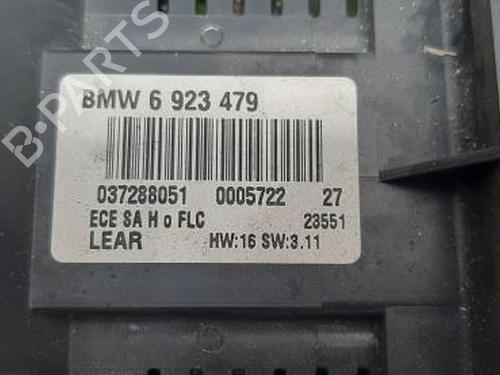 B-PARTS
BMW 6 923 479
037288051 0005722 27
ECE SA H o FLC 23551
LEAR HW:16 SW:3.11